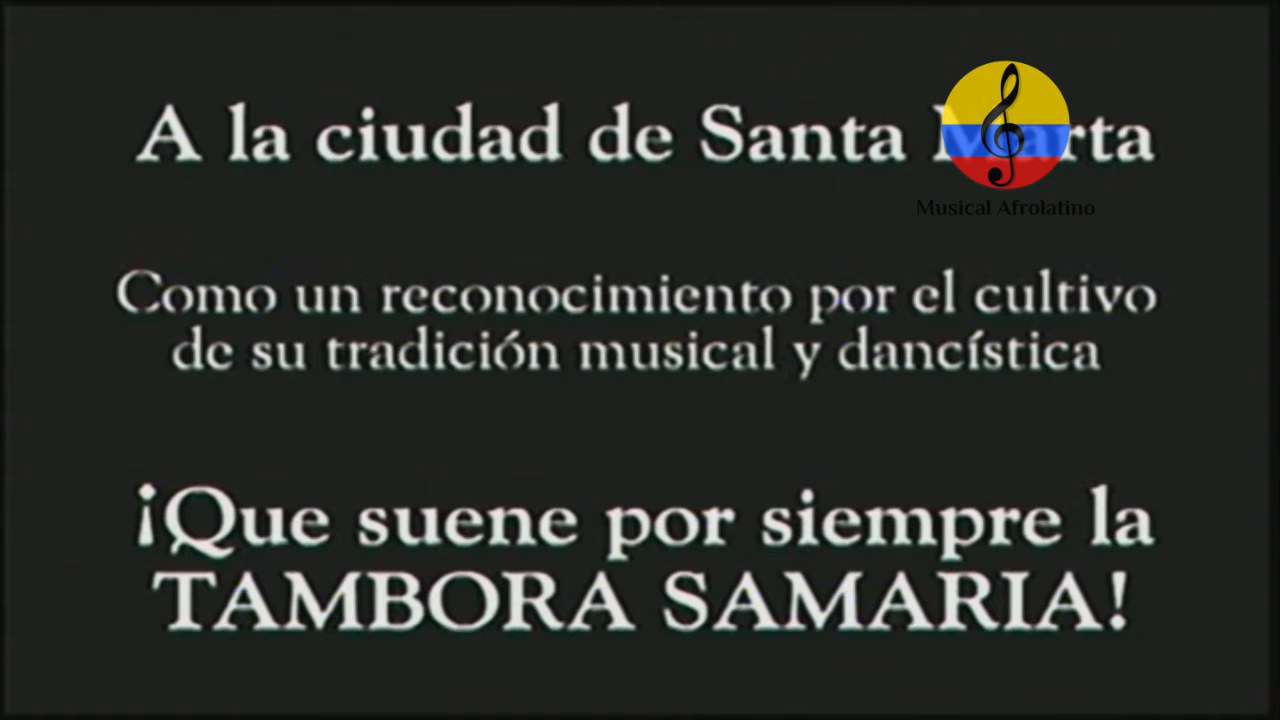 A la ciudad de Santa Marta
Musical Afrolatino
Como un reconocimiento por el cultivo
de su tradición musical y dancística
¡Que suene por siempre la
TAMBORA SAMARIA!